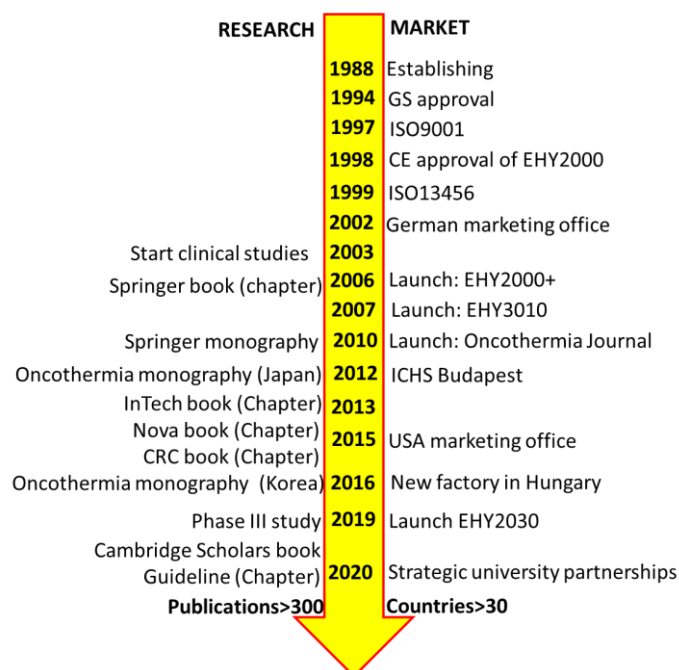 RESEARCH MARKET
1988 Establishing
1994 GS approval
1997 ISO9001
1998 CE approval of EHY2000
1999 ISO13456
2002 German marketing office
Start clinical studies 2003
Springer book (chapter) 2006 Launch: EHY2000+
2007 Launch: EHY3010
Springer monography 2010 Launch: Oncothermia Journal
Oncothermia monography (Japan) 2012 ICHS Budapest
InTech book (Chapter) 2013
Nova book (Chapter)
2015 USA marketing office
CRC book (Chapter)
Oncothermia monography (Korea) 2016 New factory in Hungary
Phase III study 2019 Launch EHY2030
Cambridge Scholars book
Guideline (Chapter) 2020 Strategic university partnerships
Publications>300 Countries>30